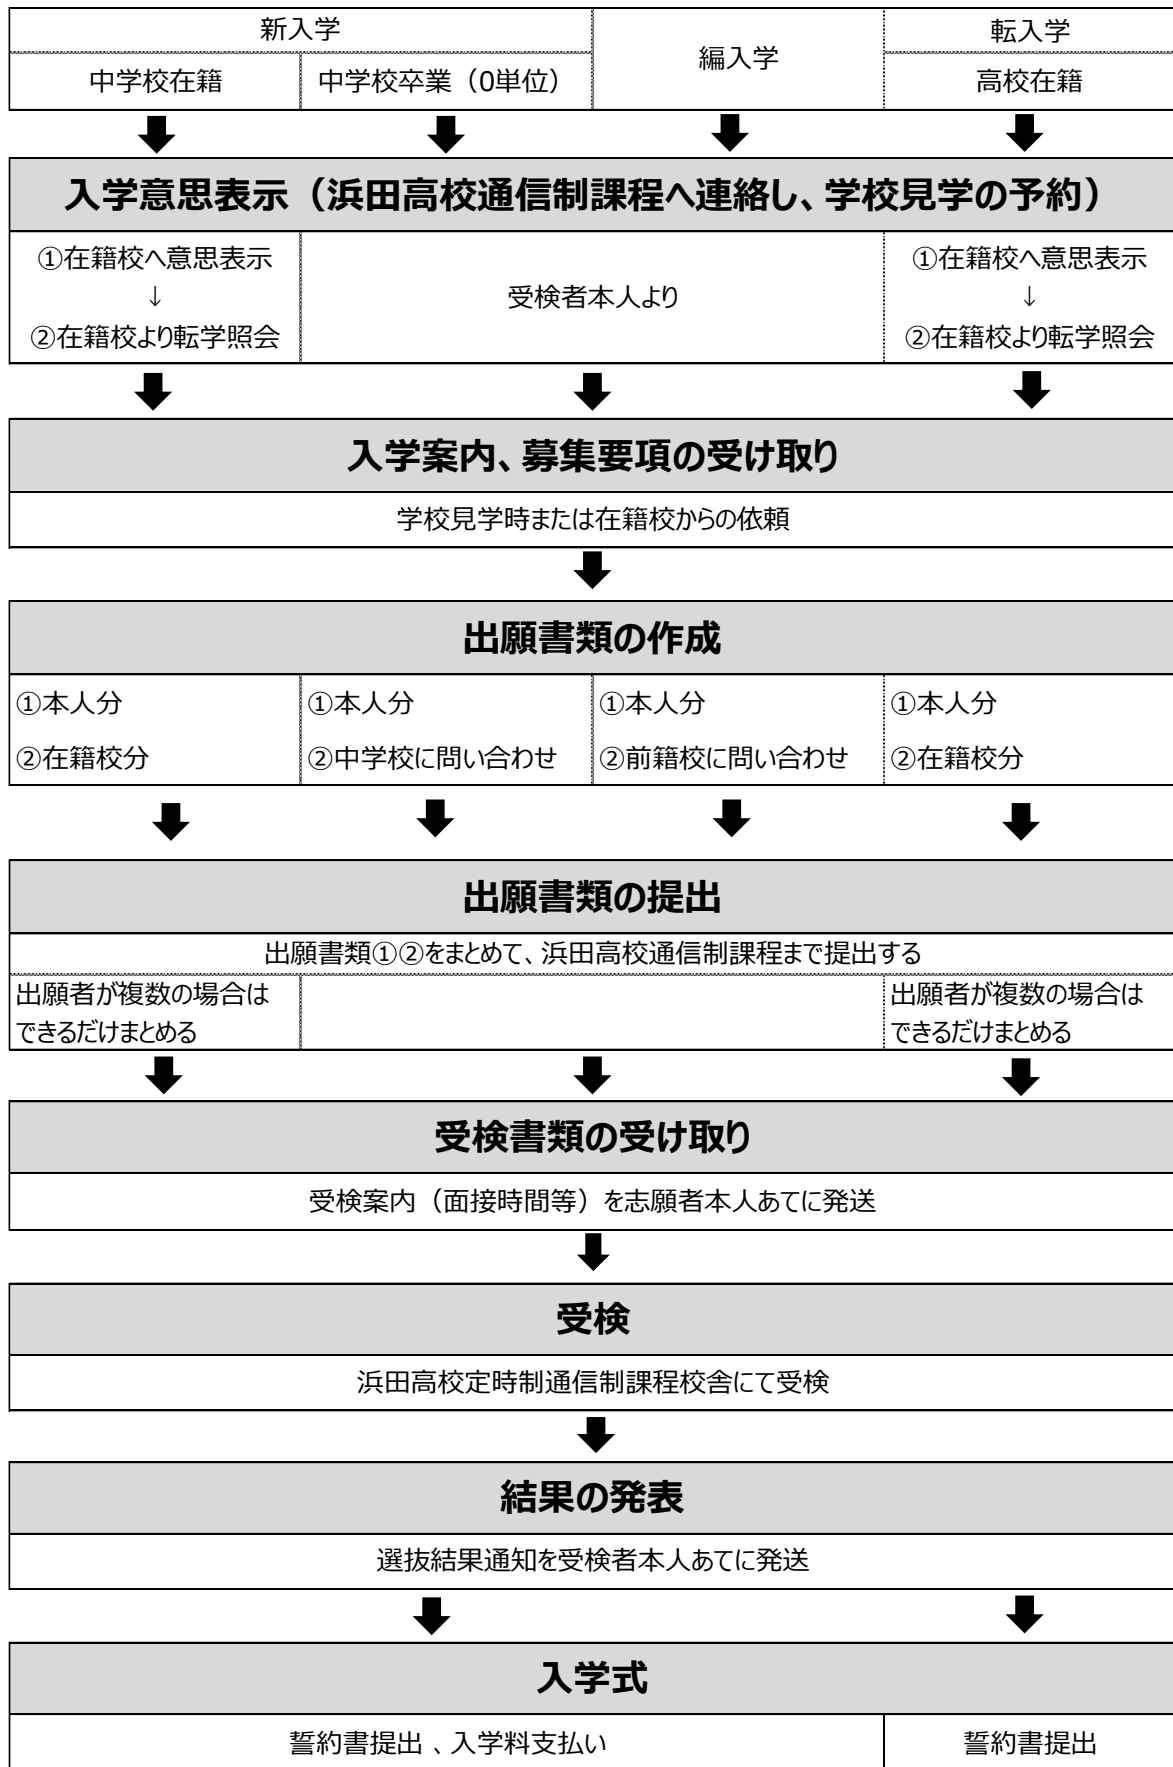 新入学
編入学
転入学
中学校在籍
中学校卒業（0単位）
高校在籍
入学意思表示（浜田高校通信制課程へ連絡し、学校見学の予約）
①在籍校へ意思表示
↓
②在籍校より転学照会
受検者本人より
①在籍校へ意思表示
↓
②在籍校より転学照会
入学案内、募集要項の受け取り
学校見学時または在籍校からの依頼
出願書類の作成
①本人分
②在籍校分
①本人分
②中学校に問い合わせ
①本人分
②前籍校に問い合わせ
①本人分
②在籍校分
出願書類の提出
出願書類①②をまとめて、浜田高校通信制課程まで提出する
出願者が複数の場合は
できるだけまとめる
出願者が複数の場合は
できるだけまとめる
受検書類の受け取り
受検案内（面接時間等）を志願者本人あてに発送
受検
浜田高校定時制通信制課程校舎にて受検
結果の発表
選抜結果通知を受検者本人あてに発送
入学式
誓約書提出 、入学料支払い
誓約書提出